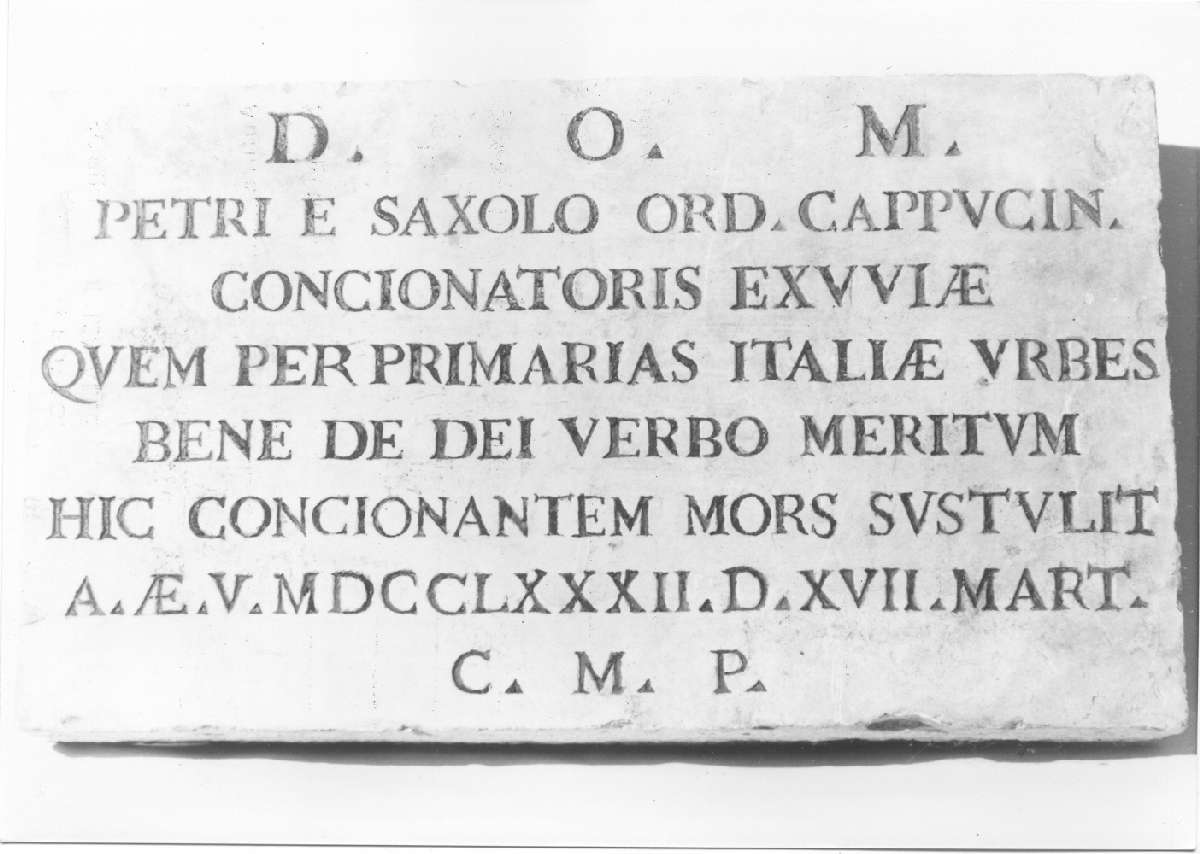 D. O. M.
PETRI E SAXOLO ORD. CAPPVCIN.
CONCIONATORIS EXVVIÆ
QVEM PER PRIMARIAS ITALIÆ VRBES
BENE DE DEI VERBO MERITVM
HIC CONCIONANTEM MORS SVSTVLIT
A. Æ. V. MDCCLXXXII. D. XVII. MART.
C. M. P.